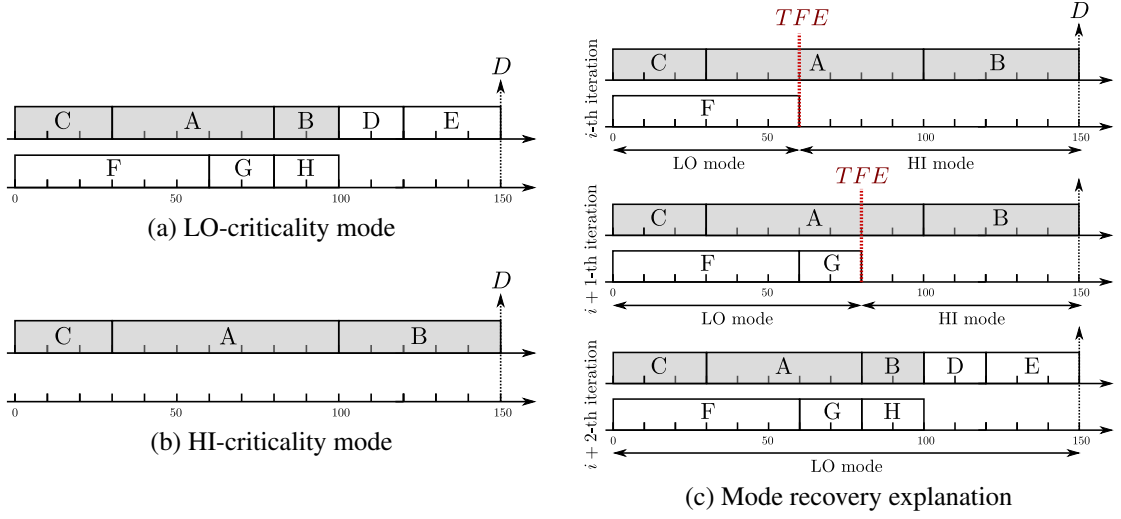 D
C A B D E
F G H
0 50 100 150
(a) LO-criticality mode
D
C A B
0 50 100 150
(b) HI-criticality mode
TFE
D
i-th iteration
C A B
F
0 50 100 150
LO mode HI mode
TFE
i + 1-th iteration
C A B
F G
0 50 100 150
LO mode HI mode
i + 2-th iteration
C A B D E
F G H
0 50 100 150
LO mode
(c) Mode recovery explanation